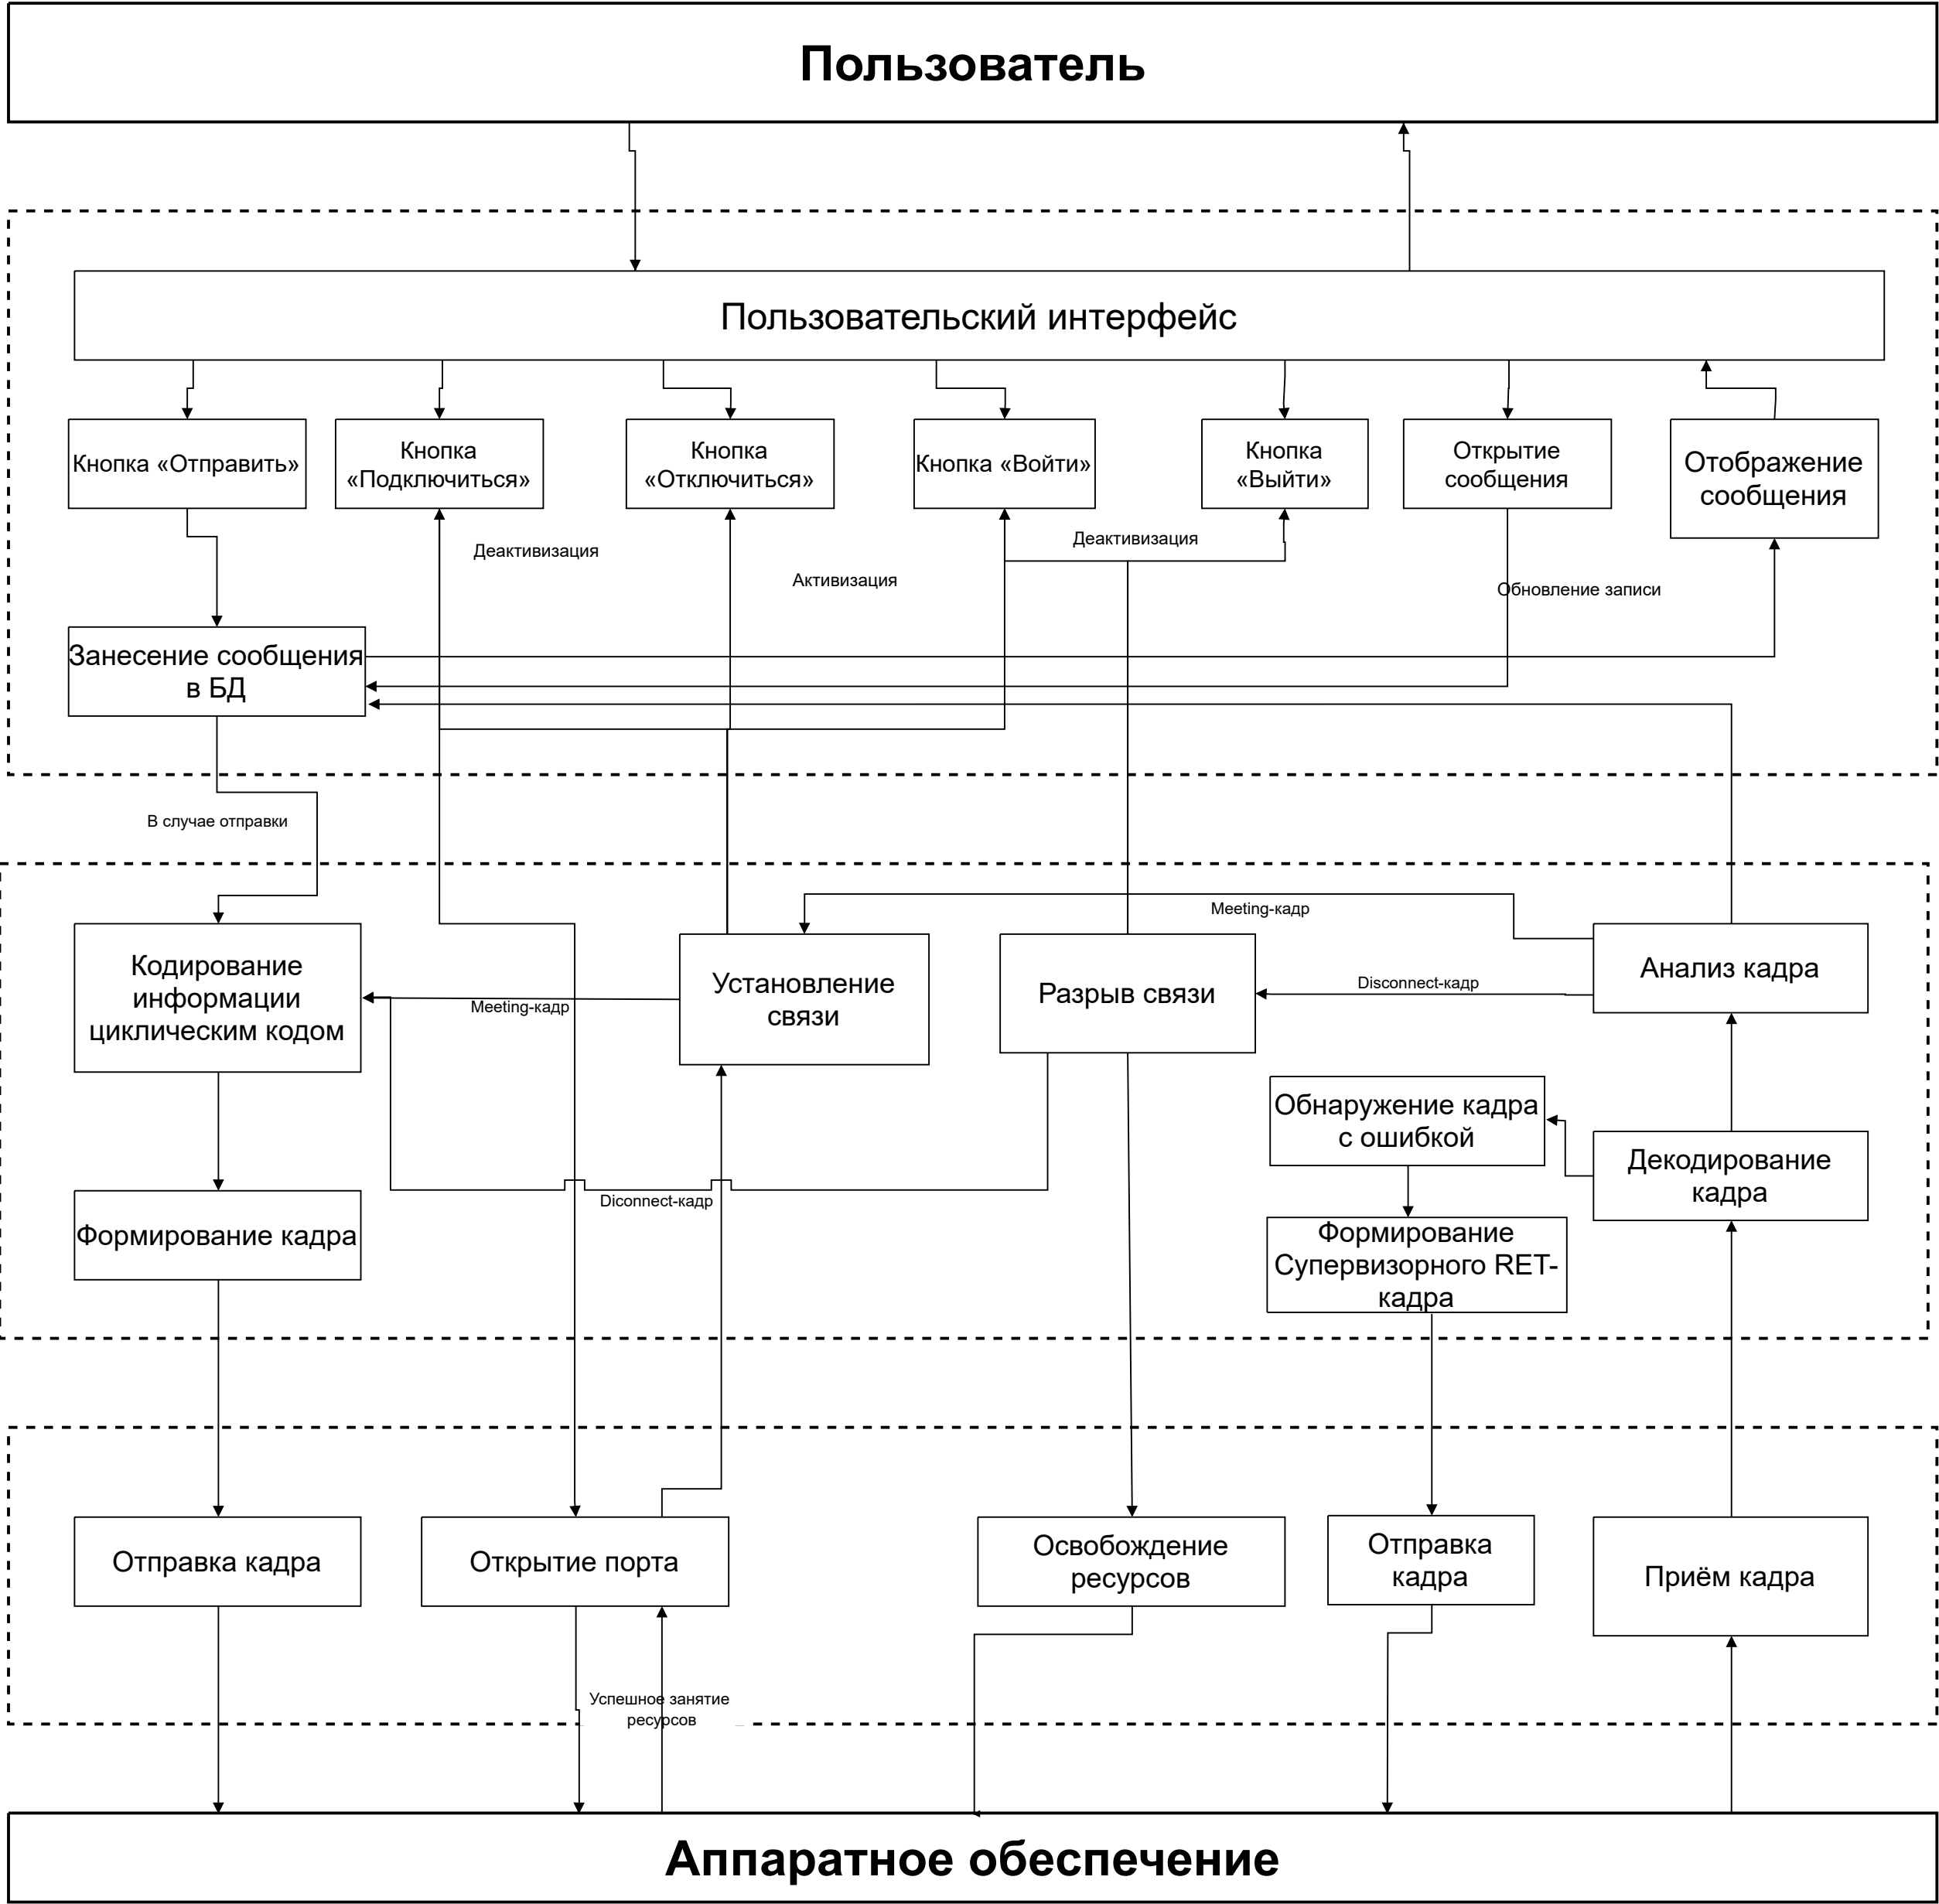 Пользователь
Пользовательский интерфейс
Кнопка «Отправить»
Кнопка
«Подключиться»
Кнопка
«Отключиться»
Кнопка «Войти»
Кнопка
«Выйти»
Открытие
сообщения
Отображение
сообщения
Деактивизация
Активизация
Деактивизация
Обновление записи
Занесение сообщения
в БД
В случае отправки
Кодирование
информации
циклическим кодом
Meeting-кадр
Установление
связи
Разрыв связи
Meeting-кадр
Disconnect-кадр
Анализ кадра
Обнаружение кадра
с ошибкой
Декодирование
кадра
Diconnect-кадр
Формирование кадра
Формирование
Супервизорного RET-
кадра
Отправка кадра
Открытие порта
Освобождение
ресурсов
Отправка
кадра
Приём кадра
Успешное занятие
ресурсов
Аппаратное обеспечение